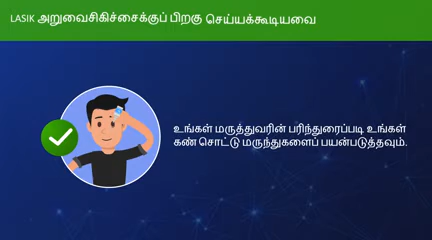 LASIK அறுவைசிகிச்சைக்குப் பிறகு செய்யக்கூடியவை
உங்கள் மருத்துவரின் பரிந்துரைப்படி உங்கள்
கண் சொட்டு மருந்துகளைப் பயன்படுத்தவும்.